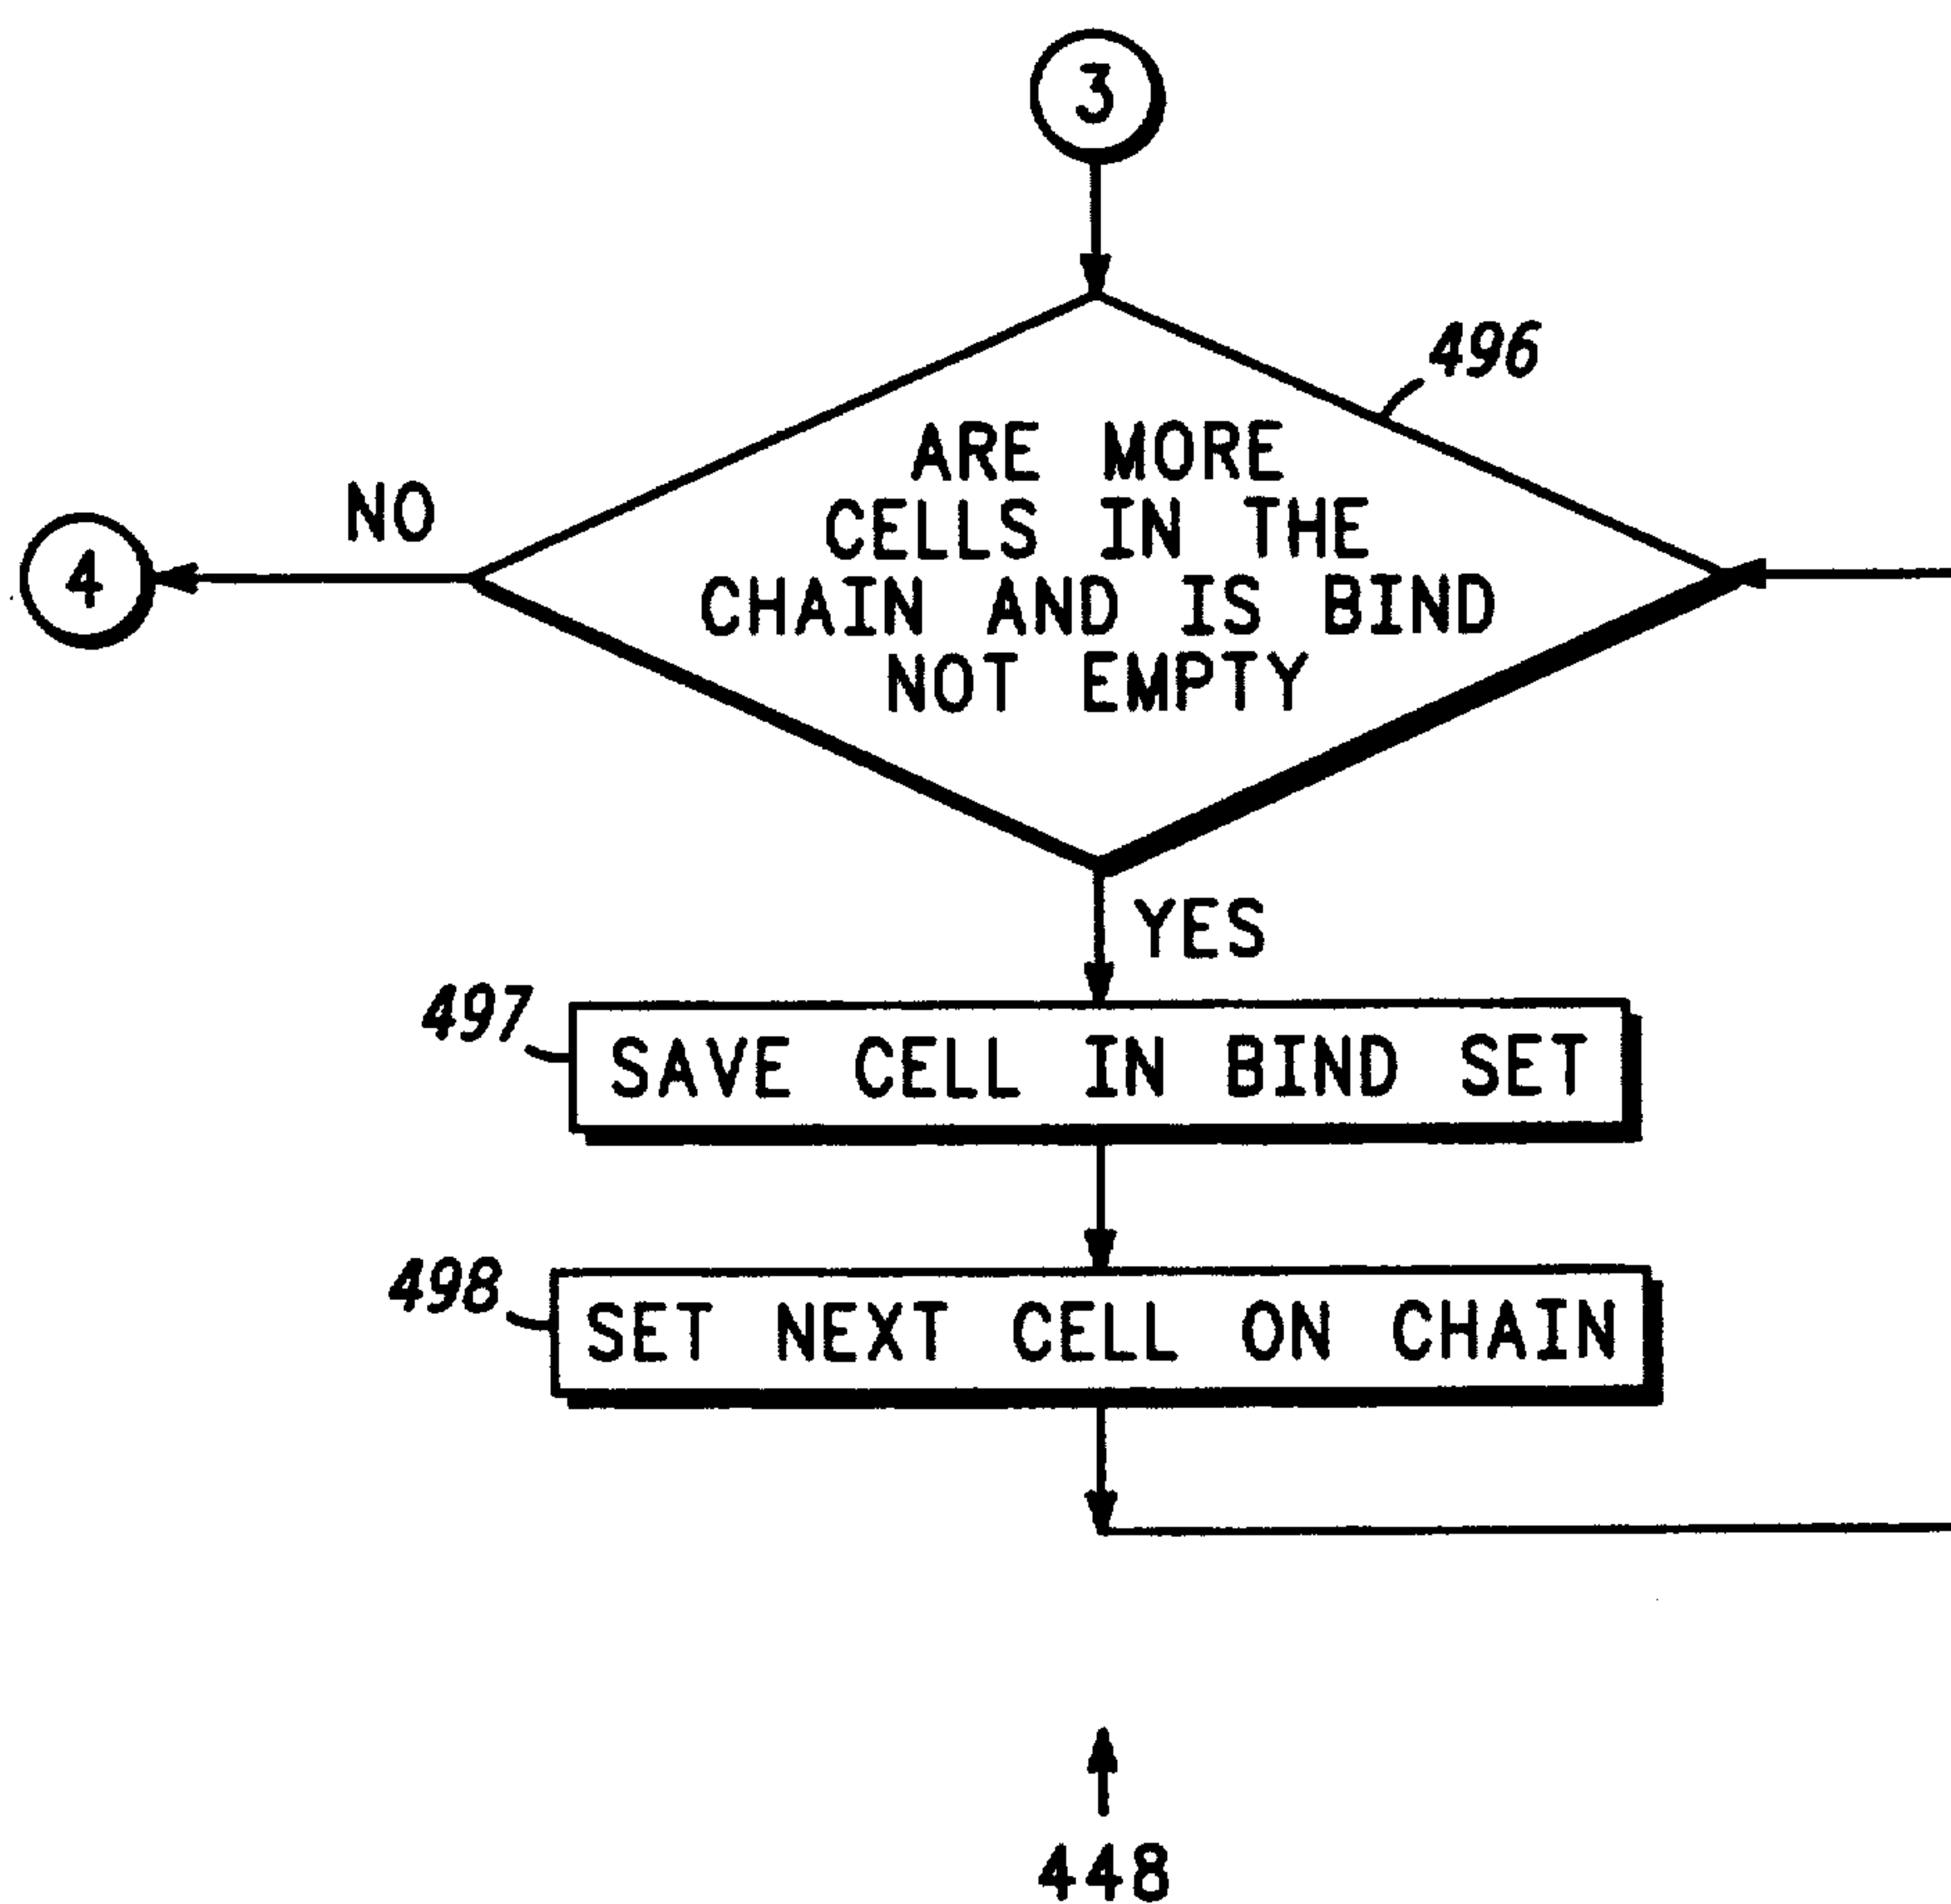 3
496
ARE MORE
CELLS IN THE
CHAIN AND IS BIND
NOT EMPTY
NO
4
YES
497
SAVE CELL IN BIND SET
498
SET NEXT CELL ON CHAIN
448